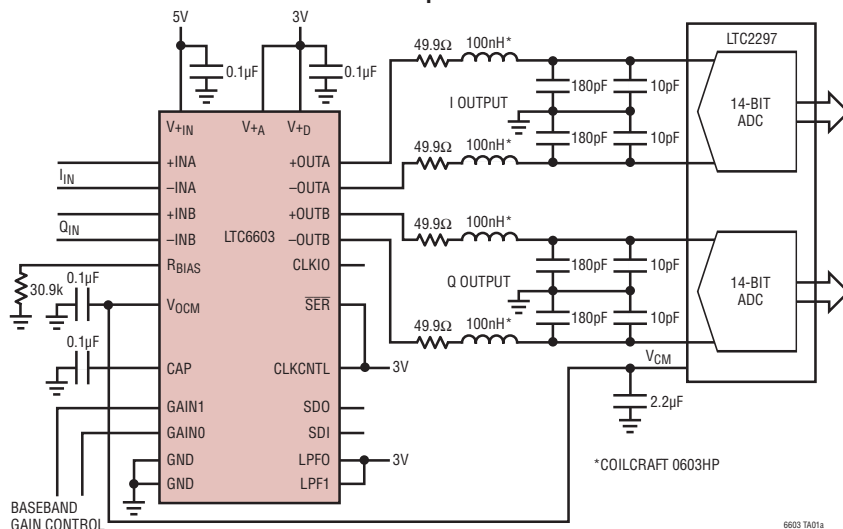 5V
3V
0.1µF
0.1µF
49.9Ω
100nH*
LTC2297
180pF
10pF
I OUTPUT
14-BIT
ADC
180pF
10pF
49.9Ω
100nH*
V+IN
V+A
V+D
+INA
+OUTA
IIN
–INA
–OUTA
+INB
+OUTB
QIN
–INB
LTC6603
–OUTB
49.9Ω
100nH*
RBIAS
CLKIO
30.9k
0.1µF
VOCM
SER
180pF
10pF
Q OUTPUT
14-BIT
ADC
180pF
10pF
49.9Ω
100nH*
0.1µF
CAP
CLKCNTL
3V
VCM
2.2µF
GAIN1
SDO
GAIN0
SDI
GND
LPF0
3V
GND
LPF1
*COILCRAFT 0603HP
BASEBAND
GAIN CONTROL
6603 TA01a